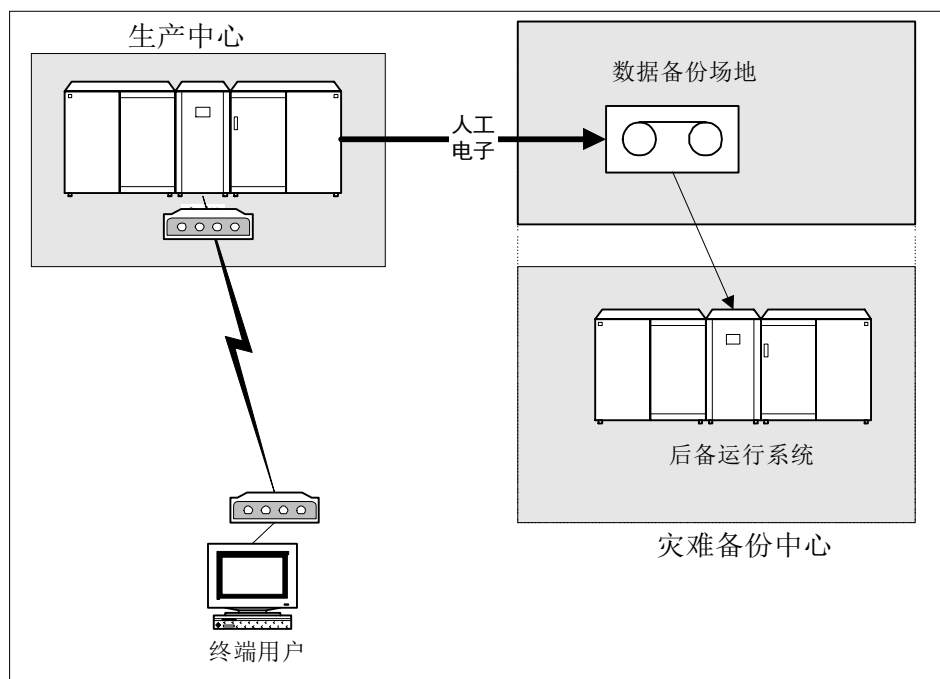 生产中心
数据备份场地
人工
电子
后备运行系统
灾难备份中心
终端用户